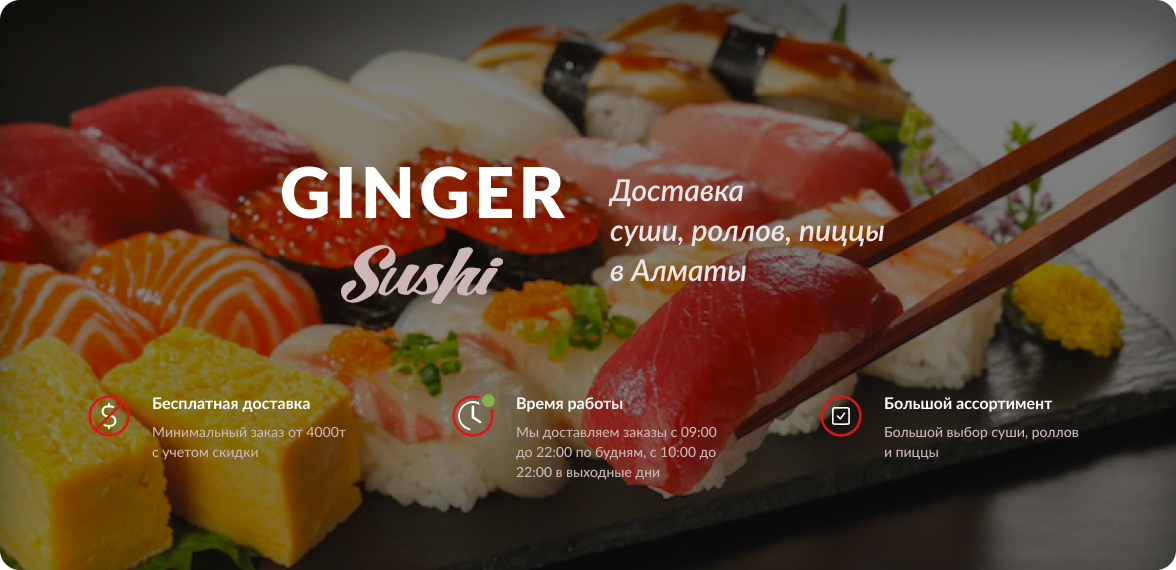 GINGER
Sushi
Доставка
суши, роллов, пиццы
в Алматы
Бесплатная доставка
Минимальный заказ от 4000т
с учетом скидки
Время работы
Мы доставляем заказы с 09:00
до 22:00 по будням, с 10:00 до
22:00 в выходные дни
Большой ассортимент
Большой выбор суши, роллов
и пиццы